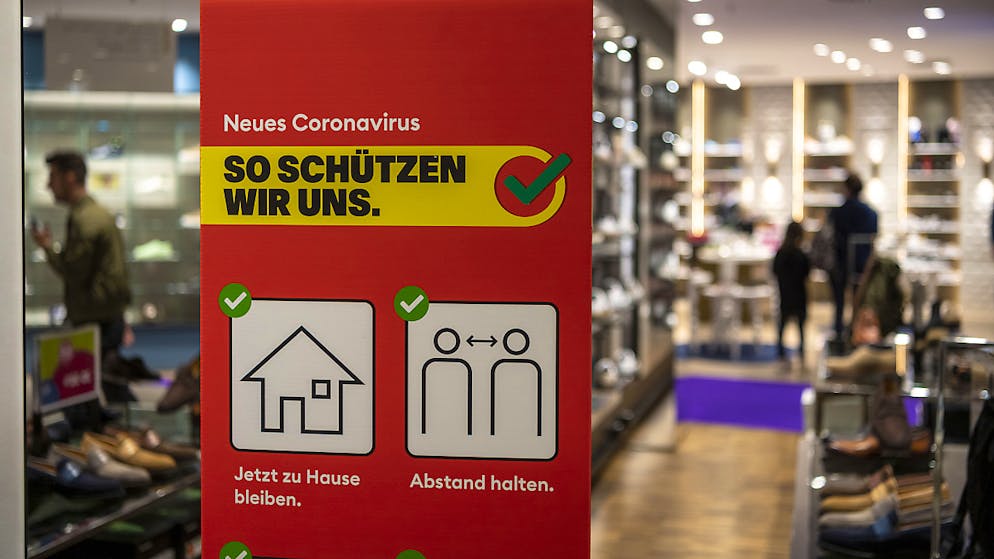 Neues Coronavirus
SO SCHÜTZEN
WIR UNS.
Jetzt zu Hause
bleiben.
Abstand halten.